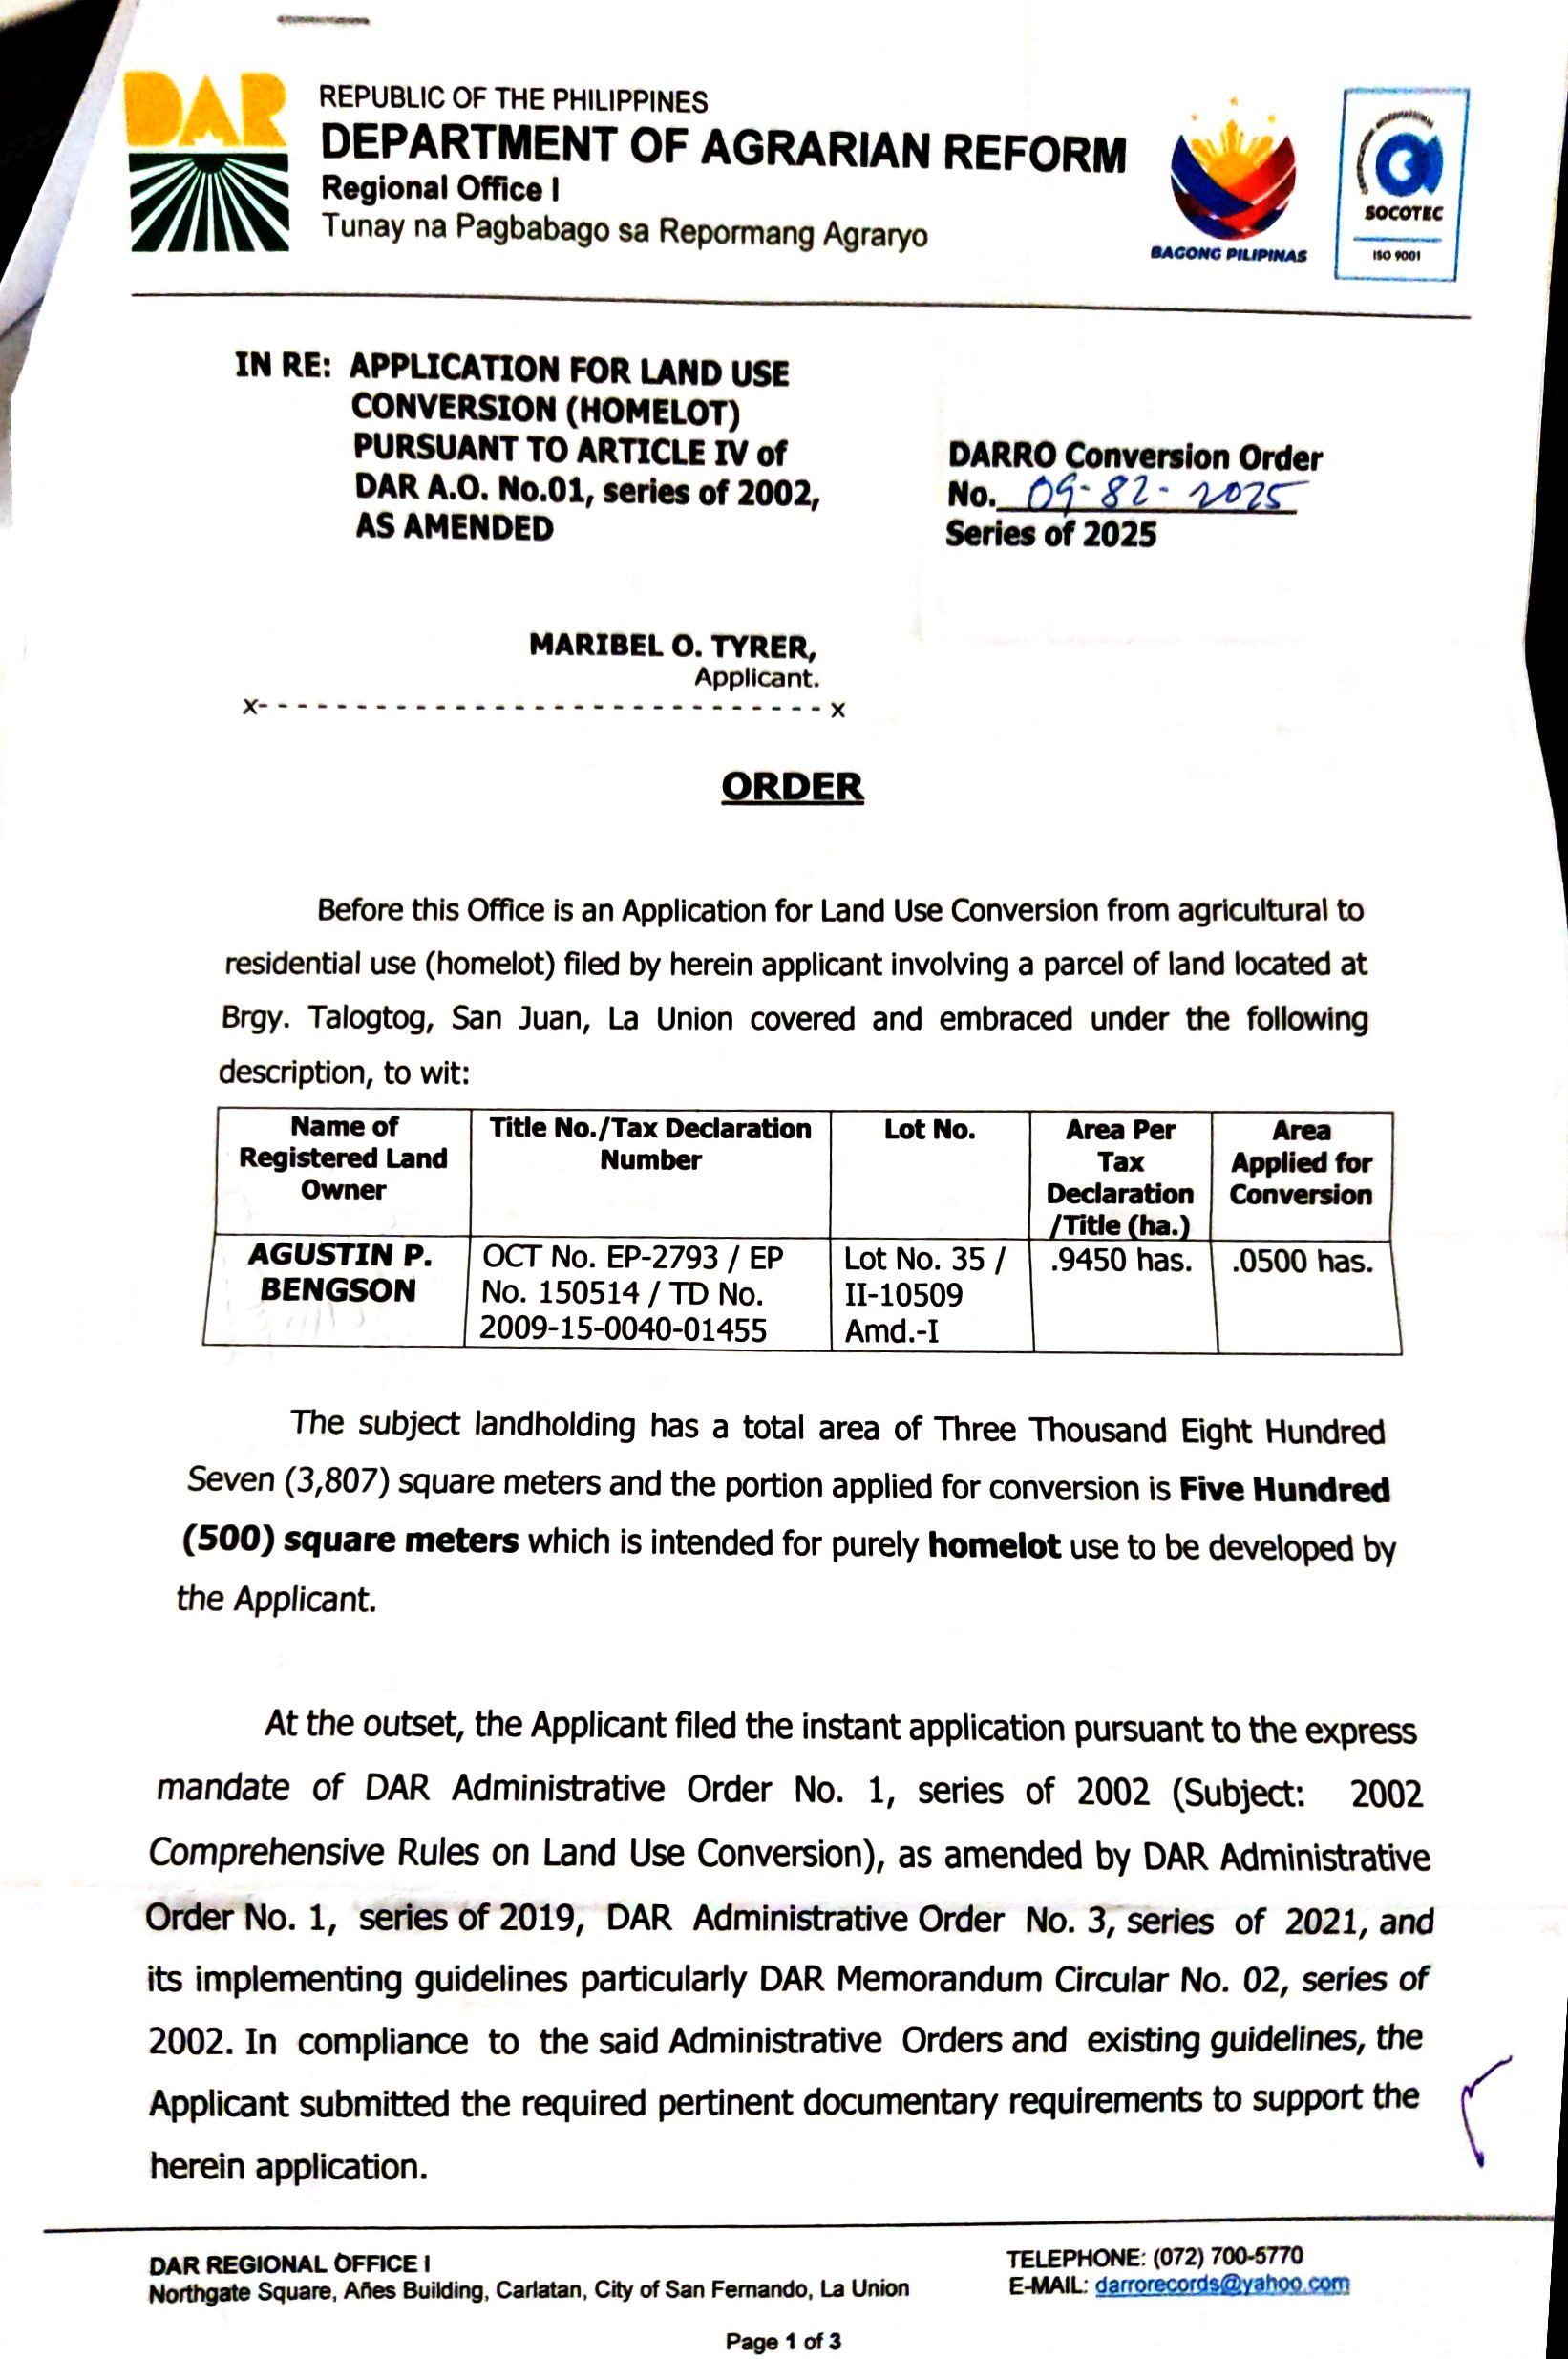 DAR
REPUBLIC OF THE PHILIPPINES
DEPARTMENT OF AGRARIAN REFORM
Regional Office I
Tunay na Pagbabago sa Repormang Agraryo
BAGONG PILIPINAS
SOCOTEC
ISO 9001
IN RE: APPLICATION FOR LAND USE
CONVERSION (HOMELOT)
PURSUANT TO ARTICLE IV of
DAR A.O. No.01, series of 2002,
AS AMENDED
DARRO Conversion Order
No. 09-82-2025
Series of 2025
MARIBEL O. TYRER,
Applicant.
x- - - - - - - - - - - - - - - - - - - - - - - - - - - - - - x
ORDER
Before this Office is an Application for Land Use Conversion from agricultural to
residential use (homelot) filed by herein applicant involving a parcel of land located at
Brgy. Talogtog, San Juan, La Union covered and embraced under the following
description, to wit:
Name of Registered Land Owner
Title No./Tax Declaration Number
Lot No.
Area Per Tax Declaration /Title (ha.)
Area Applied for Conversion
AGUSTIN P. BENGSON
OCT No. EP-2793 / EP No. 150514 / TD No. 2009-15-0040-01455
Lot No. 35 / II-10509 Amd.-I
.9450 has.
.0500 has.
The subject landholding has a total area of Three Thousand Eight Hundred
Seven (3,807) square meters and the portion applied for conversion is Five Hundred
(500) square meters which is intended for purely homelot use to be developed by
the Applicant.
At the outset, the Applicant filed the instant application pursuant to the express
mandate of DAR Administrative Order No. 1, series of 2002 (Subject: 2002
Comprehensive Rules on Land Use Conversion), as amended by DAR Administrative
Order No. 1, series of 2019, DAR Administrative Order No. 3, series of 2021, and
its implementing guidelines particularly DAR Memorandum Circular No. 02, series of
2002. In compliance to the said Administrative Orders and existing guidelines, the
Applicant submitted the required pertinent documentary requirements to support the
herein application.
DAR REGIONAL OFFICE I
Northgate Square, Añes Building, Carlatan, City of San Fernando, La Union
TELEPHONE: (072) 700-5770
E-MAIL: darrorecords@yahoo.com
Page 1 of 3